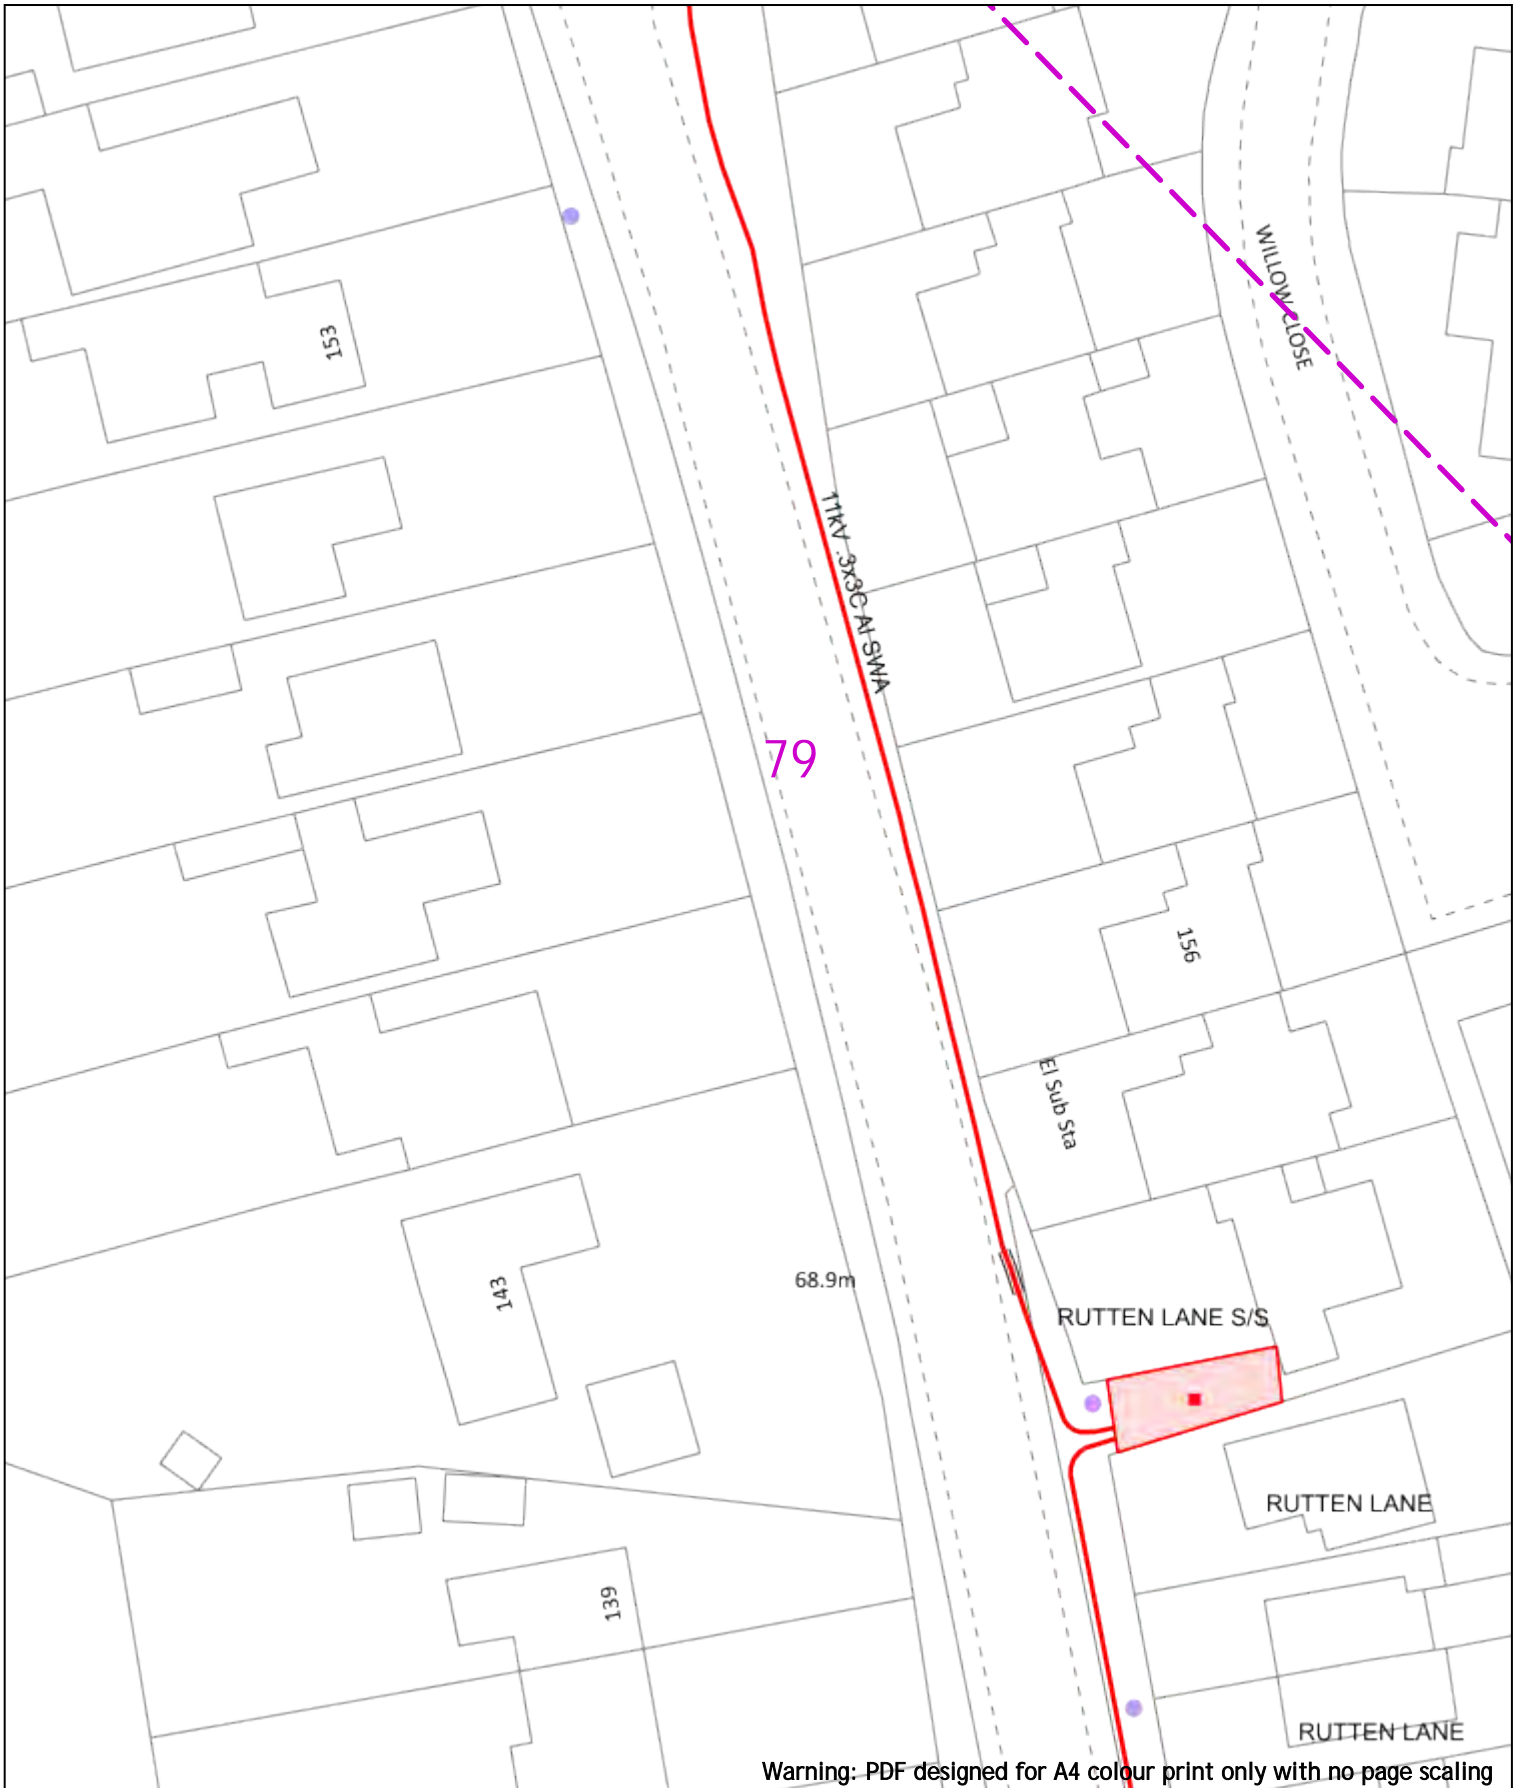 WILLOW CLOSE
153
11kV .3x3C Al SWA
79
156
El Sub Sta
143
68.9m
RUTTEN LANE S/S
RUTTEN LANE
139
RUTTEN LANE
Warning: PDF designed for A4 colour print only with no page scaling